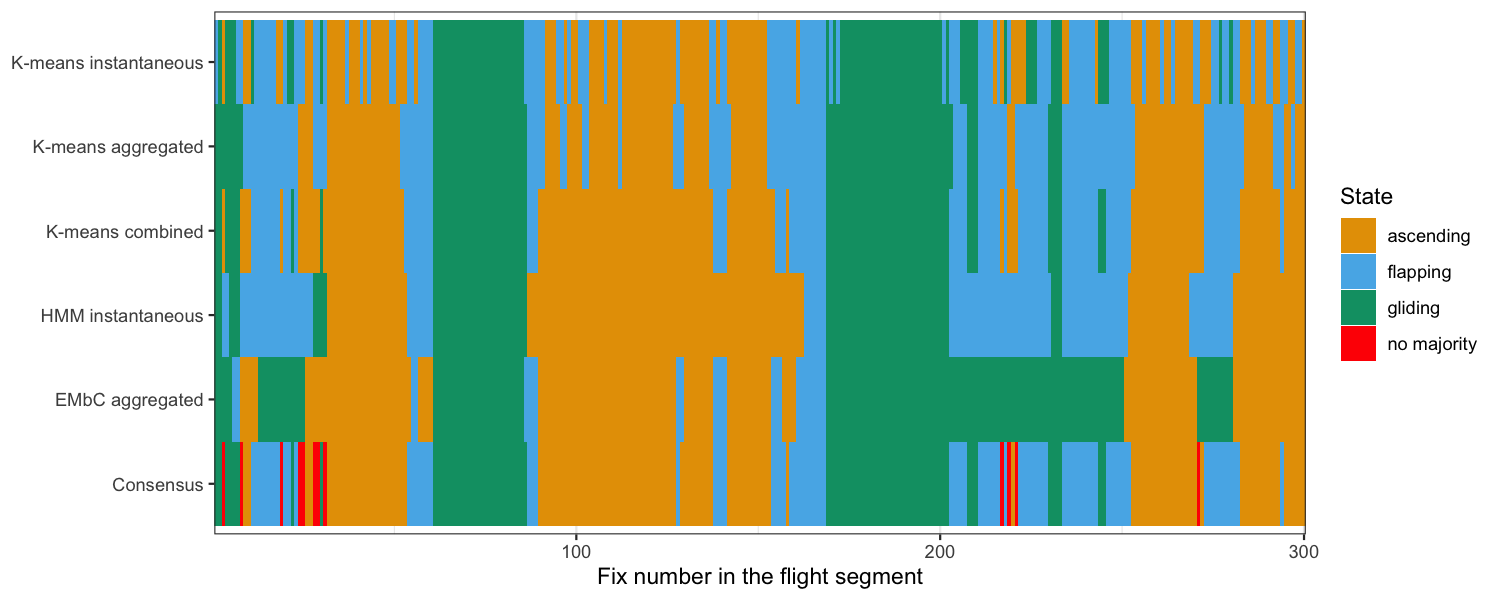 K-means instantaneous
K-means aggregated
K-means combined
HMM instantaneous
EMbC aggregated
Consensus
100
200
300
Fix number in the flight segment
State
ascending
flapping
gliding
no majority